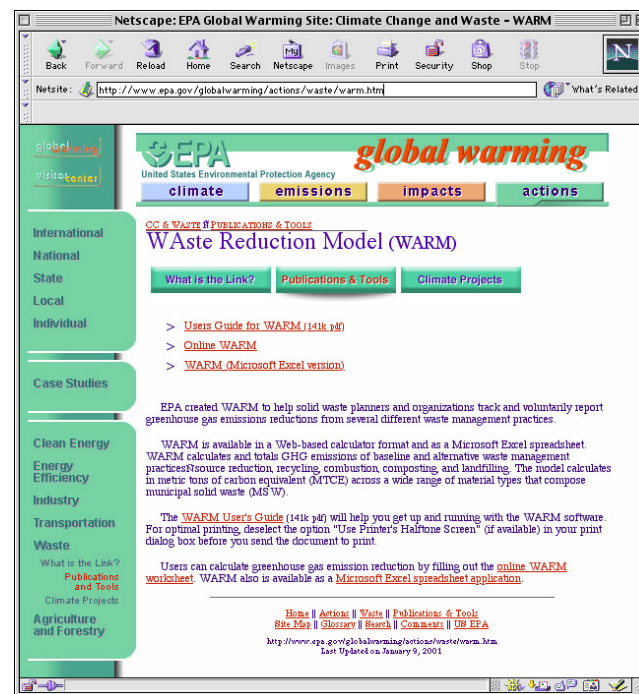 Netscape: EPA Global Warming Site: Climate Change and Waste - WARM
Back Forward Reload Home Search Netscape Images Print Security Shop Stop
N
Netsite: http://www.epa.gov/globalwarming/actions/waste/warm.htm What's Related
global warming
visitor center
EPA
United States Environmental Protection Agency
global warming
climate emissions impacts actions
International
National
State
Local
Individual
Case Studies
Clean Energy
Energy
Efficiency
Industry
Transportation
Waste
What is the Link?
Publications
and Tools
Climate Projects
Agriculture
and Forestry
CC & WASTE Ñ PUBLICATIONS & TOOLS
WAste Reduction Model (WARM)
What is the Link? Publications & Tools Climate Projects
> Users Guide for WARM (141k pdf)
> Online WARM
> WARM (Microsoft Excel version)
EPA created WARM to help solid waste planners and organizations track and voluntarily report
greenhouse gas emissions reductions from several different waste management practices.
WARM is available in a Web-based calculator format and as a Microsoft Excel spreadsheet.
WARM calculates and totals GHG emissions of baseline and alternative waste management
practicesÑsource reduction, recycling, combustion, composting, and landfilling. The model calculates
in metric tons of carbon equivalent (MTCE) across a wide range of material types that compose
municipal solid waste (MSW).
The WARM User's Guide (141k pdf) will help you get up and running with the WARM software.
For optimal printing, deselect the option "Use Printer's Halftone Screen" (if available) in your print
dialog box before you send the document to print.
Users can calculate greenhouse gas emission reduction by filling out the online WARM
worksheet. WARM also is available as a Microsoft Excel spreadsheet application.
Home || Actions || Waste || Publications & Tools
Site Map || Glossary || Search || Comments || US EPA
http://www.epa.gov/globalwarming/actions/waste/warm.htm
Last Updated on January 9, 2001